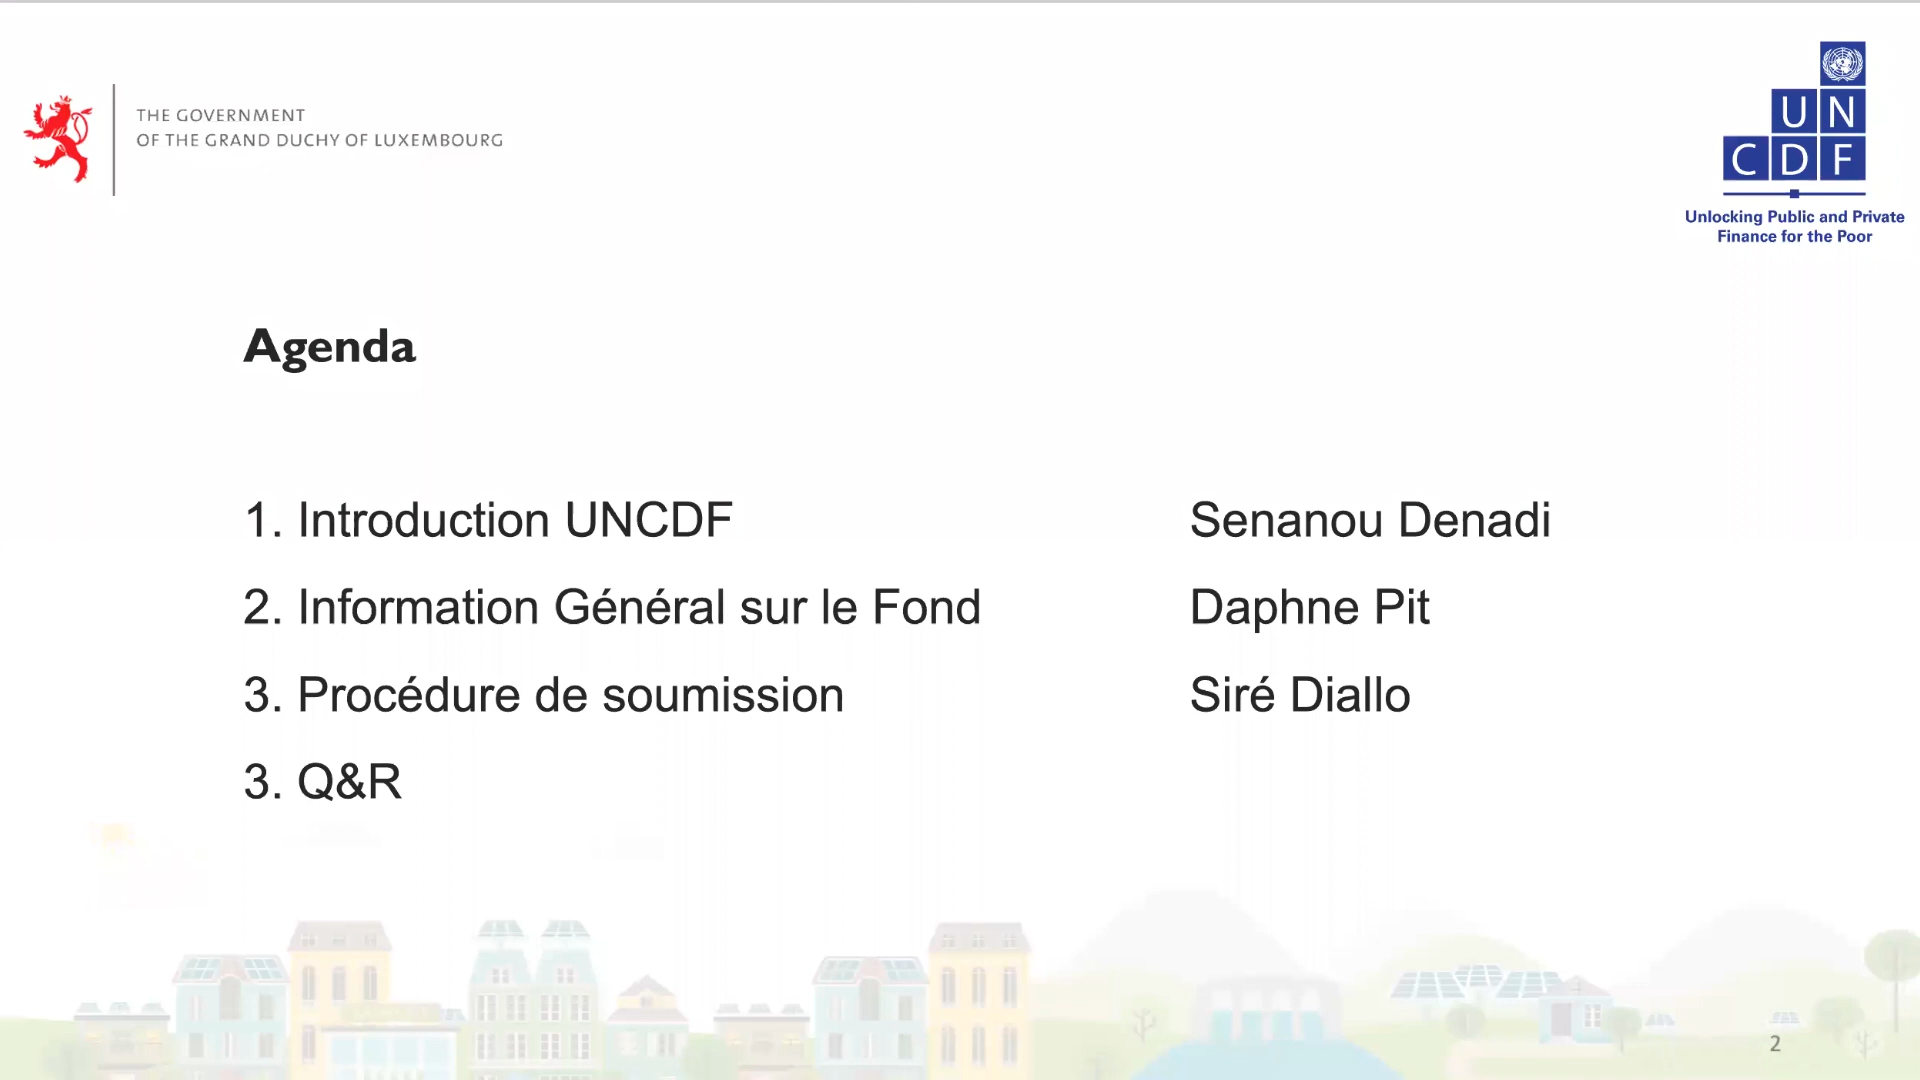 THE GOVERNMENT
OF THE GRAND DUCHY OF LUXEMBOURG
U N
C D F
Unlocking Public and Private
Finance for the Poor
Agenda
1. Introduction UNCDF Senanou Denadi
2. Information Général sur le Fond Daphne Pit
3. Procédure de soumission Siré Diallo
3. Q&R
2